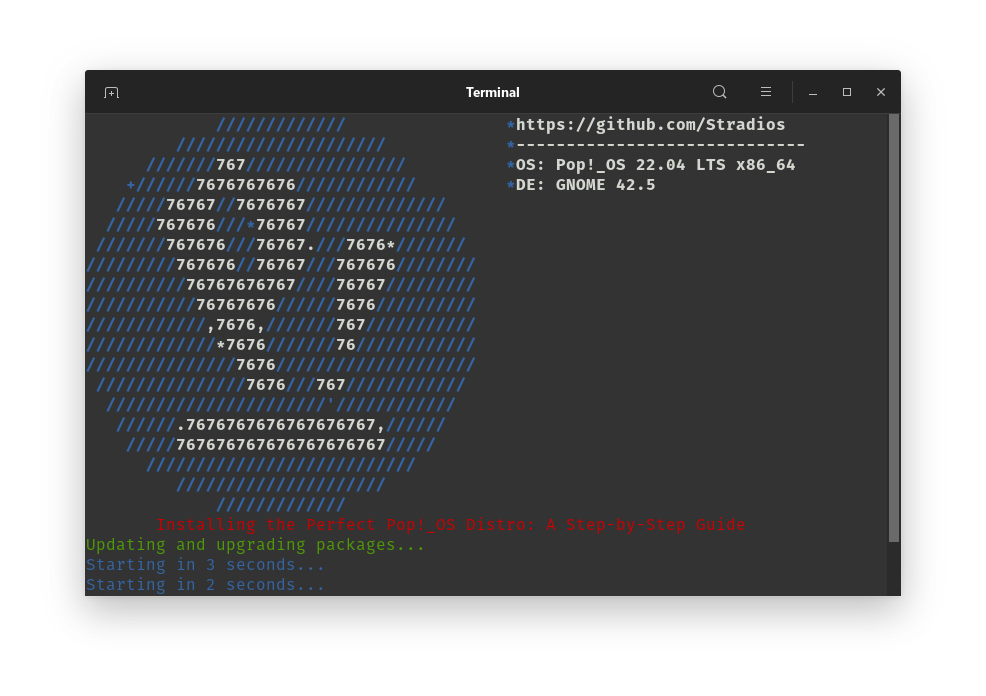 Terminal
/////////////                *https://github.com/Stradios
/////////////////////            *-----------------------------
///////767////////////////          *OS: Pop!_OS 22.04 LTS x86_64
+//////7676767676////////////         *DE: GNOME 42.5
/////76767//7676767//////////////
/////767676///*76767///////////////
///////767676///76767.///7676*///////
/////////767676//76767///767676////////
//////////76767676767////76767/////////
///////////76767676//////7676//////////
////////////,7676,///////767///////////
/////////////*7676///////76////////////
///////////////7676////////////////////
///////////////7676///767////////////
//////////////////////'////////////
//////.7676767676767676767,//////
/////767676767676767676767/////
///////////////////////////
/////////////////////
/////////////
Installing the Perfect Pop!_OS Distro: A Step-by-Step Guide
Updating and upgrading packages...
Starting in 3 seconds...
Starting in 2 seconds...